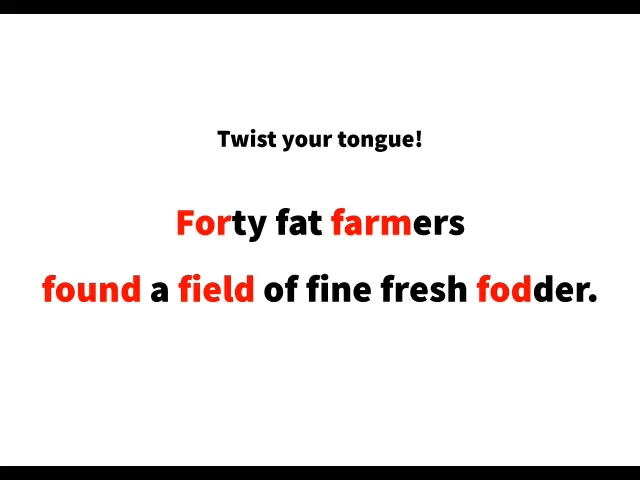 Twist your tongue!
Forty fat farmers
found a field of fine fresh fodder.